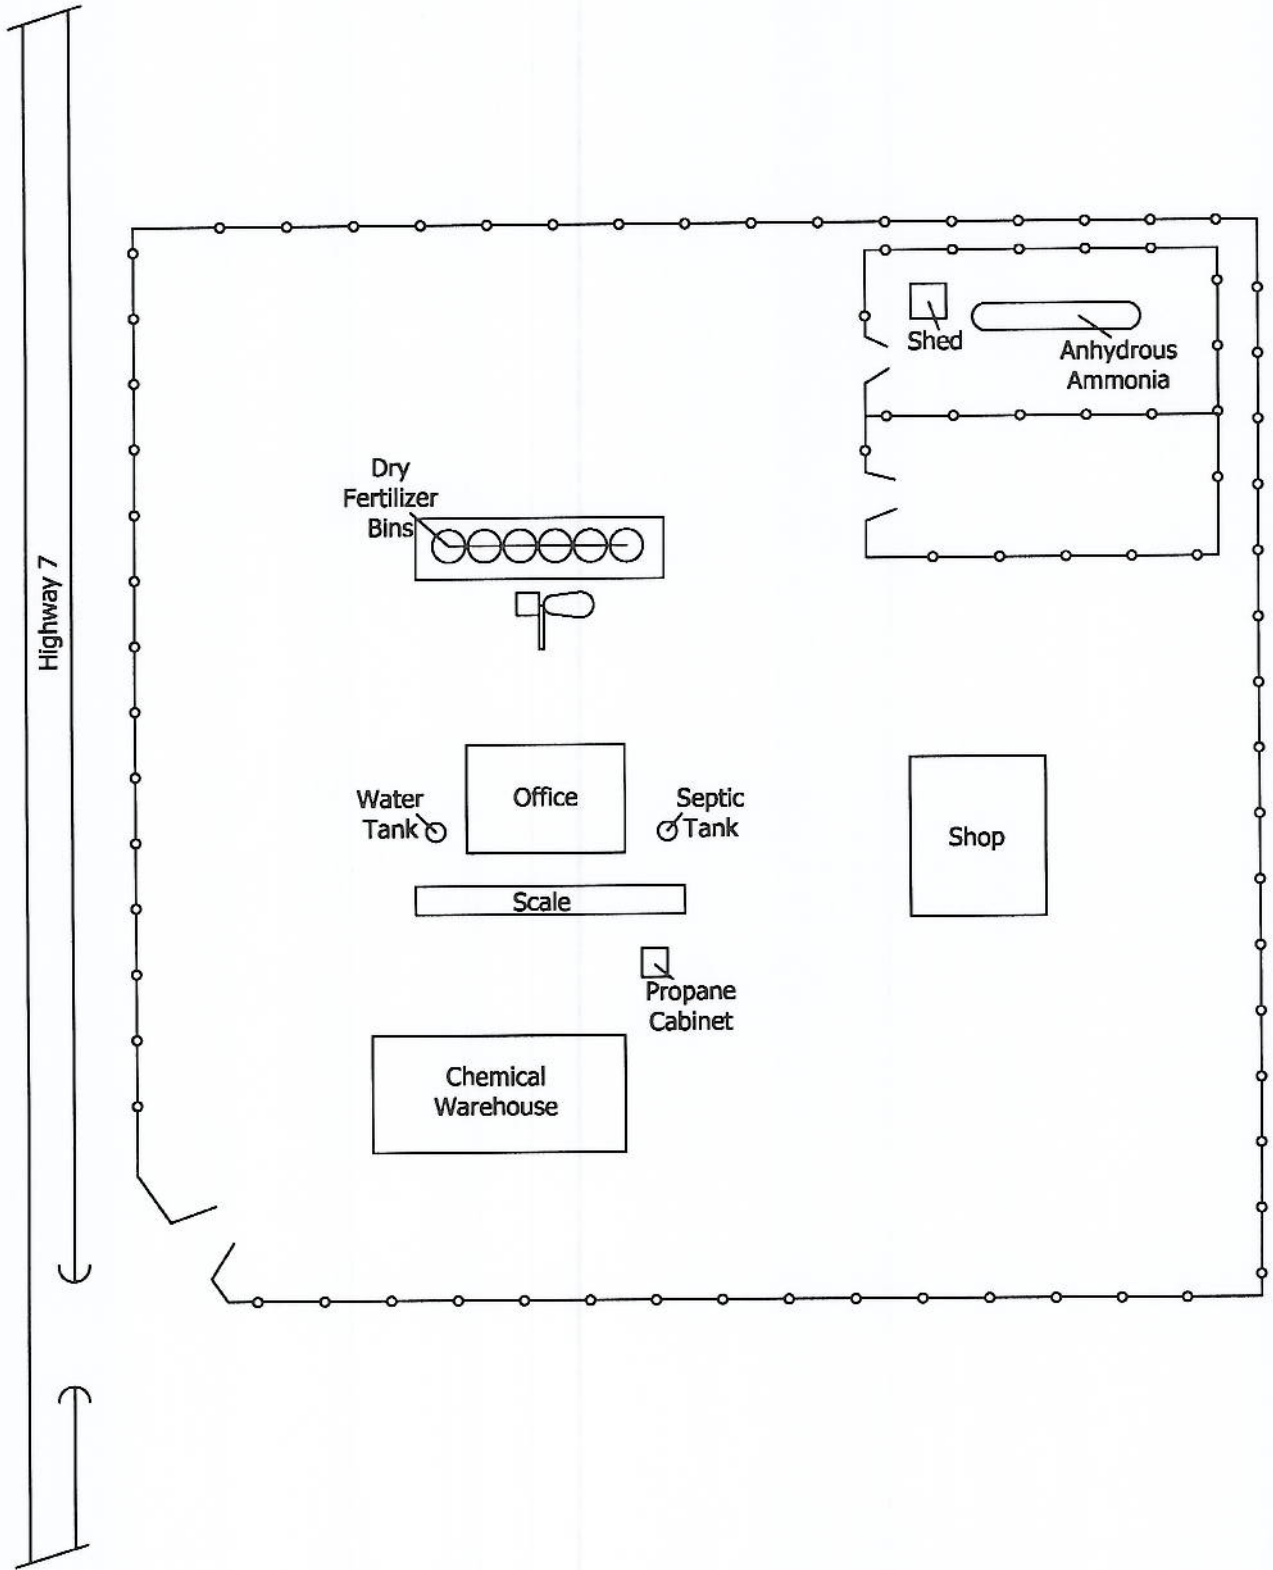 Shed
Anhydrous
Ammonia
Dry
Fertilizer
Bins
Highway 7
Water
Tank
Office
Septic
Tank
Shop
Scale
Propane
Cabinet
Chemical
Warehouse